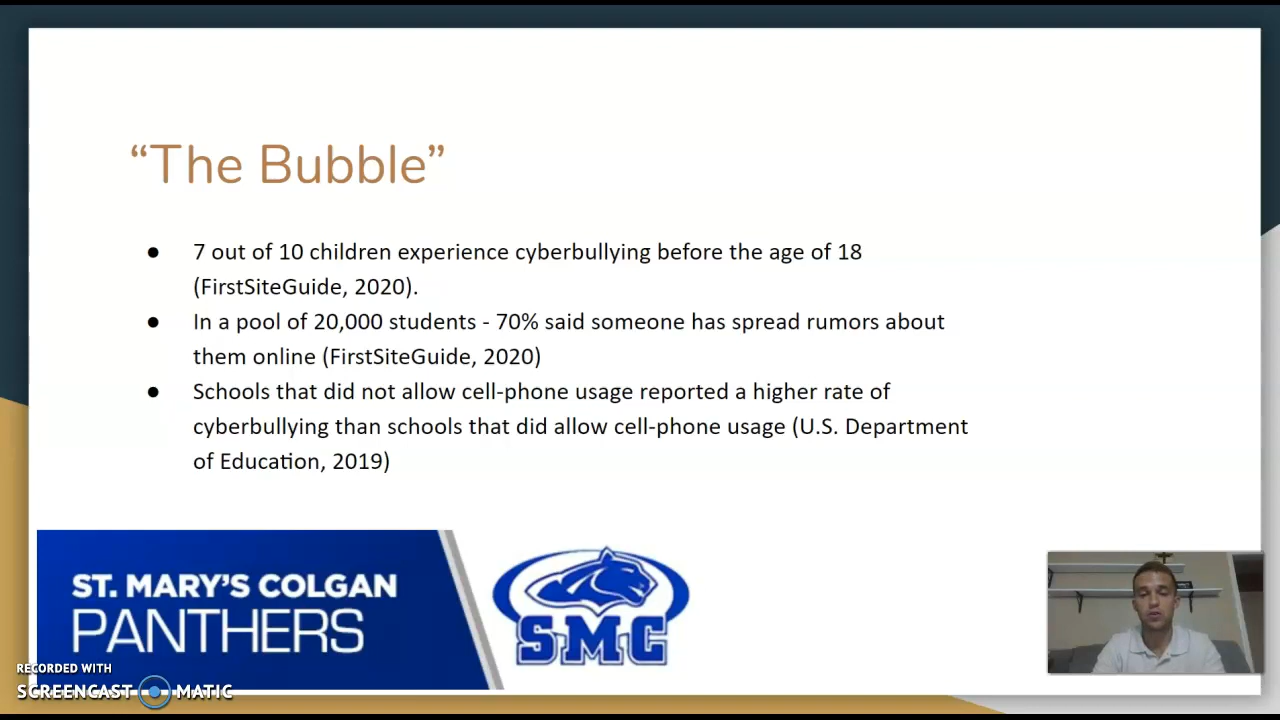 “The Bubble”
● 7 out of 10 children experience cyberbullying before the age of 18
(FirstSiteGuide, 2020).
● In a pool of 20,000 students - 70% said someone has spread rumors about
them online (FirstSiteGuide, 2020)
● Schools that did not allow cell-phone usage reported a higher rate of
cyberbullying than schools that did allow cell-phone usage (U.S. Department
of Education, 2019)
ST. MARY'S COLGAN
PANTHERS
SMC
RECORDED WITH
SCREENCAST MATIC